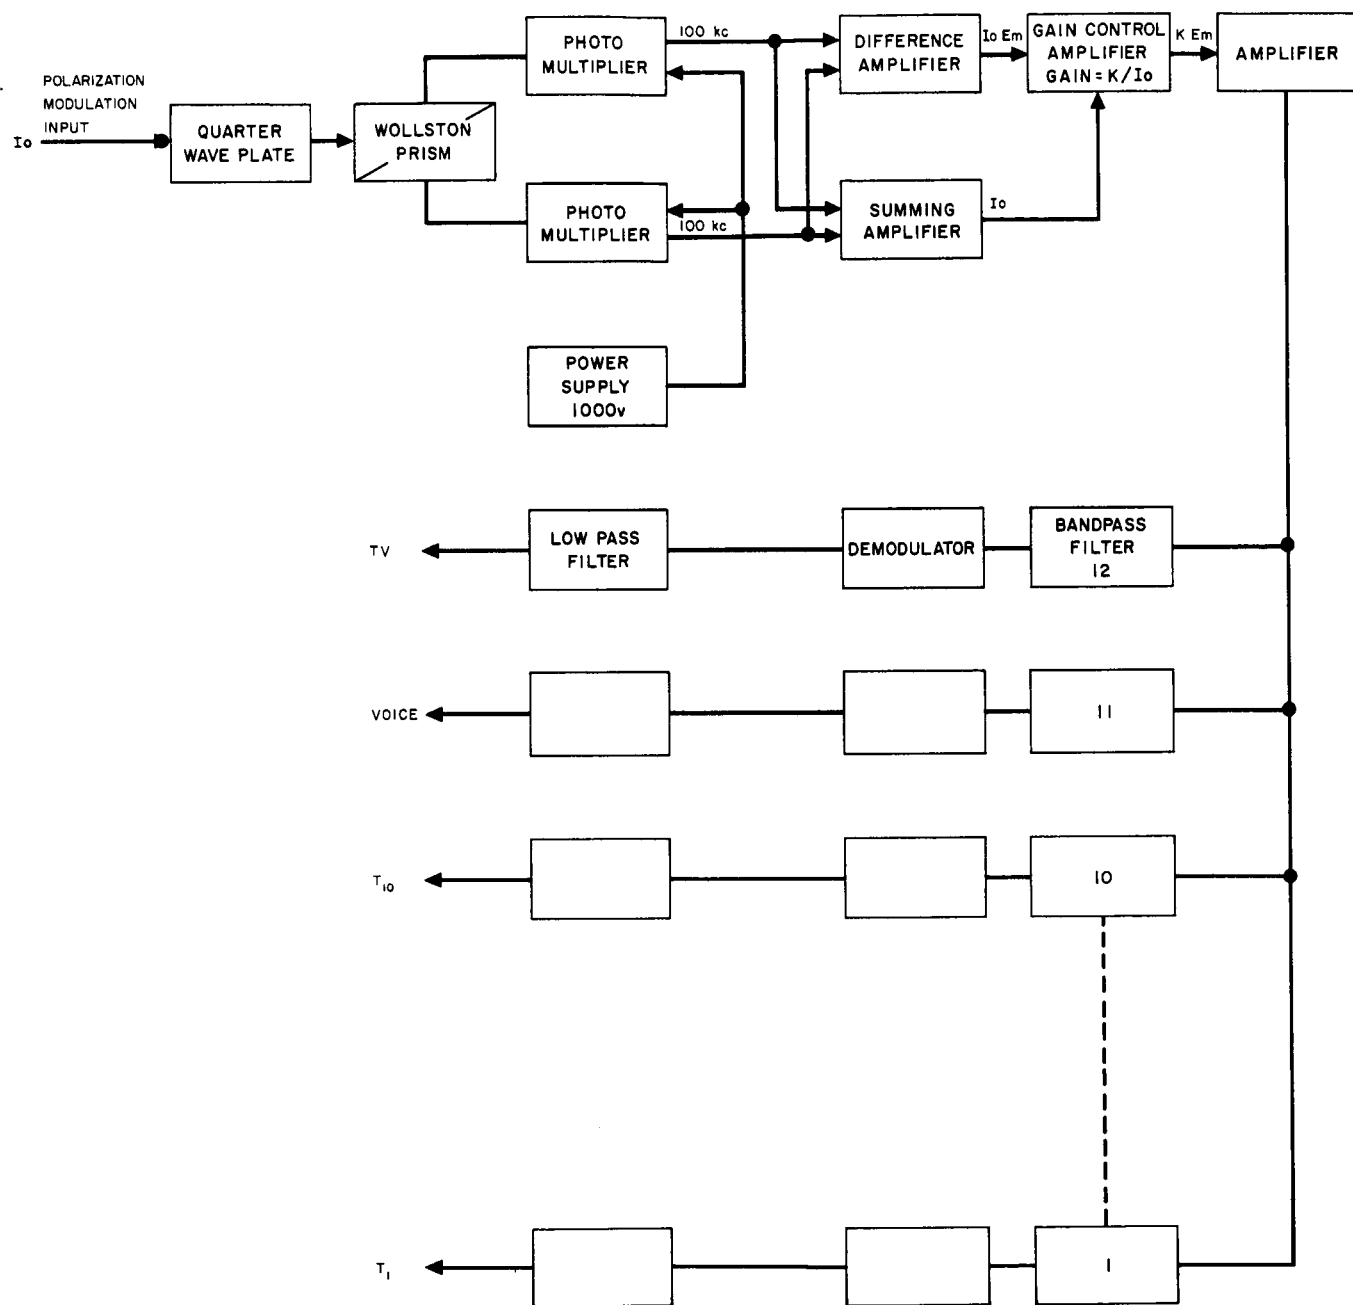 POLARIZATION
MODULATION
INPUT
Io
QUARTER
WAVE PLATE
WOLLSTON
PRISM
PHOTO
MULTIPLIER
100 kc
PHOTO
MULTIPLIER
100 kc
POWER
SUPPLY
1000v
DIFFERENCE
AMPLIFIER
Io Em
SUMMING
AMPLIFIER
Io
GAIN CONTROL
AMPLIFIER
GAIN = K/Io
K Em
AMPLIFIER
TV
LOW PASS
FILTER
DEMODULATOR
BANDPASS
FILTER
12
VOICE
11
T10
10
T1
1